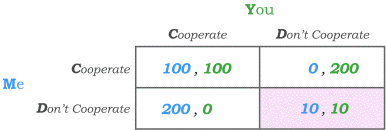 You
Cooperate Don't Cooperate
Cooperate 100, 100 0, 200
Me
Don't Cooperate 200, 0 10, 10